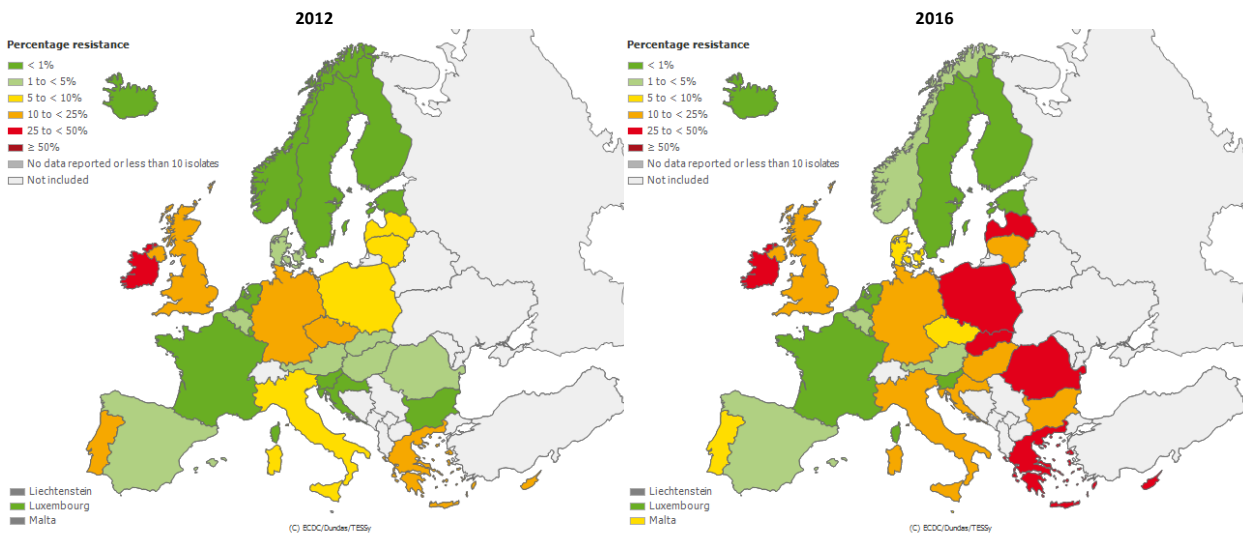 2012
Percentage resistance
< 1%
1 to < 5%
5 to < 10%
10 to < 25%
25 to < 50%
≥ 50%
No data reported or less than 10 isolates
Not included
Liechtenstein
Luxembourg
Malta
(C) ECDC/Dundas/TESSy
2016
Percentage resistance
< 1%
1 to < 5%
5 to < 10%
10 to < 25%
25 to < 50%
≥ 50%
No data reported or less than 10 isolates
Not included
Liechtenstein
Luxembourg
Malta
(C) ECDC/Dundas/TESSy